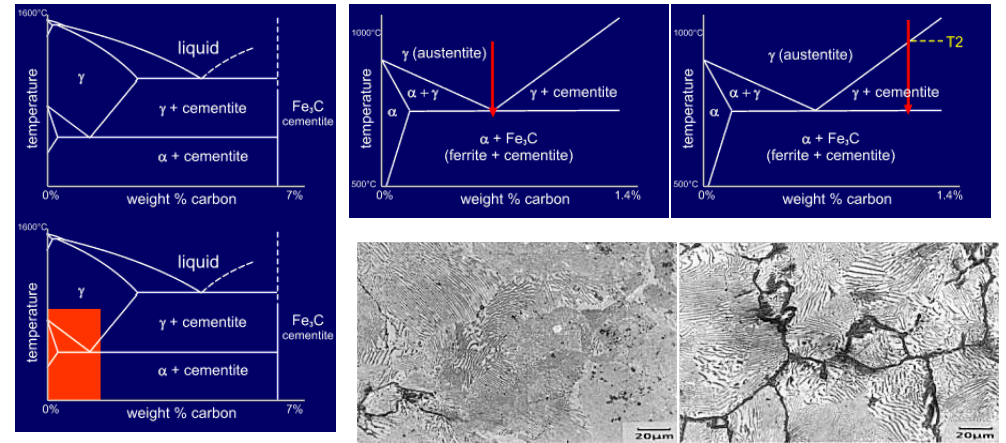 1600°C
liquid
γ
temperature
γ + cementite
Fe₃C
cementite
α + cementite
0%
7%
weight % carbon
1000°C
γ (austentite)
α + γ
γ + cementite
α
temperature
α + Fe₃C
(ferrite + cementite)
500°C
0%
1.4%
weight % carbon
1000°C
T2
γ (austentite)
α + γ
γ + cementite
α
temperature
α + Fe₃C
(ferrite + cementite)
500°C
0%
1.4%
weight % carbon
1600°C
liquid
γ
temperature
γ + cementite
Fe₃C
cementite
α + cementite
0%
7%
weight % carbon
20µm
20µm